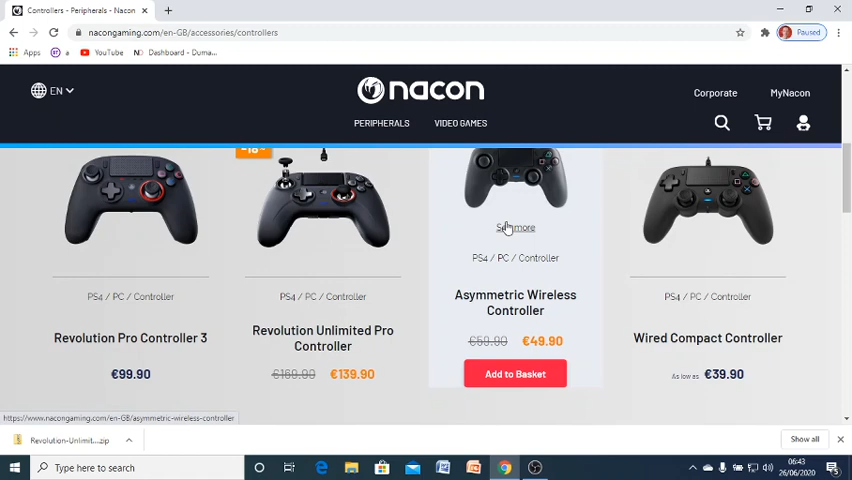 Controllers - Peripherals - Nacon
nacongaming.com/en-GB/accessories/controllers
Paused
Apps
a
YouTube
Dashboard - Duma...
EN
nacon
Corporate
MyNacon
PERIPHERALS
VIDEO GAMES
PS4 / PC / Controller
Revolution Pro Controller 3
€99.90
PS4 / PC / Controller
Revolution Unlimited Pro
Controller
€169.90 €139.90
more
PS4 / PC / Controller
Asymmetric Wireless
Controller
€59.90 €49.90
Add to Basket
PS4 / PC / Controller
Wired Compact Controller
As low as €39.90
https://www.nacongaming.com/en-GB/asymmetric-wireless-controller
Revolution-Unlimit....zip
Show all
Type here to search
06:43
26/06/2020
5